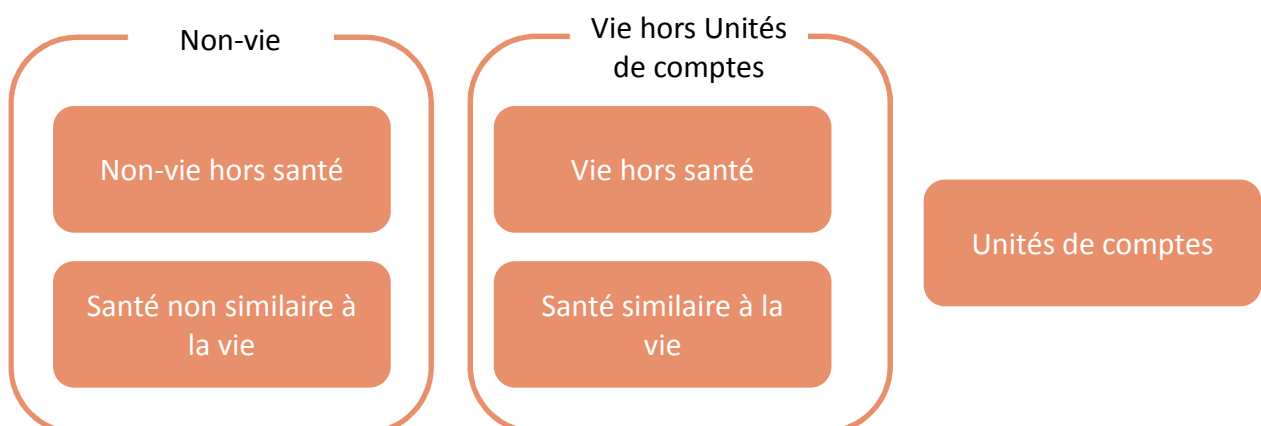 Non-vie
Non-vie hors santé
Santé non similaire à
la vie
Vie hors Unités
de comptes
Vie hors santé
Santé similaire à la
vie
Unités de comptes